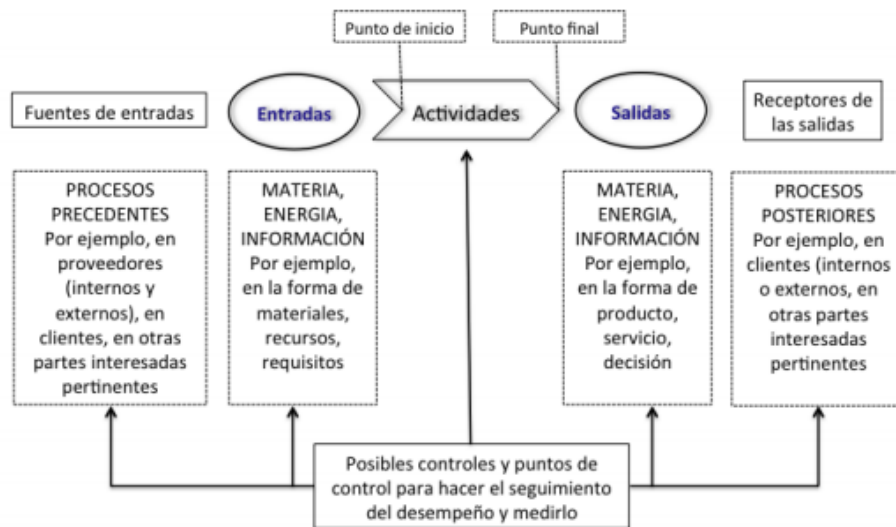 Punto de inicio
Punto final
Fuentes de entradas
Entradas
Actividades
Salidas
Receptores de
las salidas
PROCESOS
PRECEDENTES
Por ejemplo, en
proveedores
(internos y
externos), en
clientes, en otras
partes interesadas
pertinentes
MATERIA,
ENERGIA,
INFORMACIÓN
Por ejemplo,
en la forma de
materiales,
recursos,
requisitos
MATERIA,
ENERGIA,
INFORMACIÓN
Por ejemplo,
en la forma de
producto,
servicio,
decisión
PROCESOS
POSTERIORES
Por ejemplo, en
clientes (internos
o externos, en
otras partes
interesadas
pertinentes
Posibles controles y puntos de
control para hacer el seguimiento
del desempeño y medirlo